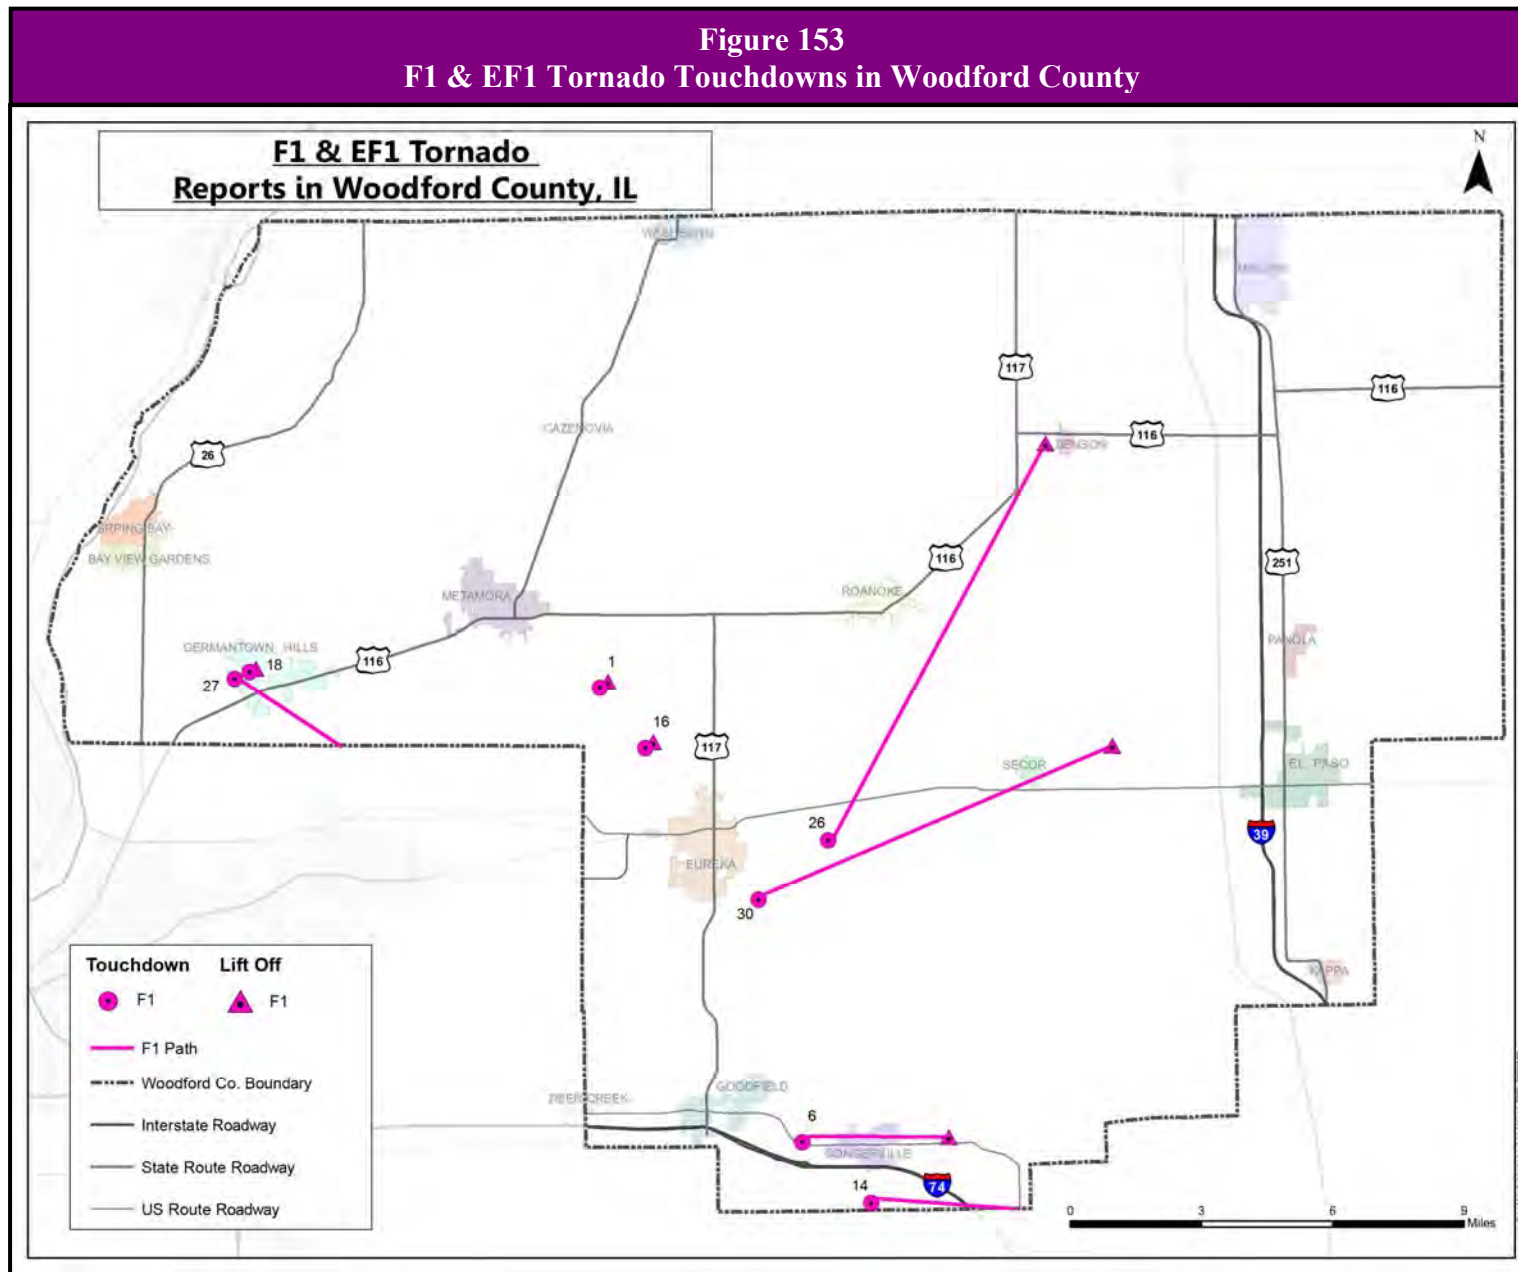 Figure 153
F1 & EF1 Tornado Touchdowns in Woodford County
F1 & EF1 Tornado
Reports in Woodford County, IL
N
117
116
26
CAZENOVIA
BENSON
116
SRPING BAY
BAY VIEW GARDENS
116
251
METAMORA
ROANOKE
GERMANTOWN HILLS
PANOLA
116
18
27
1
16
117
SECOR
EL PASO
26
39
EUREKA
30
KAPPA
Touchdown Lift Off
F1 F1
F1 Path
Woodford Co. Boundary
Interstate Roadway
State Route Roadway
US Route Roadway
DEER CREEK
GOODFIELD
6
CONGERVILLE
14
74
0 3 6 9
Miles